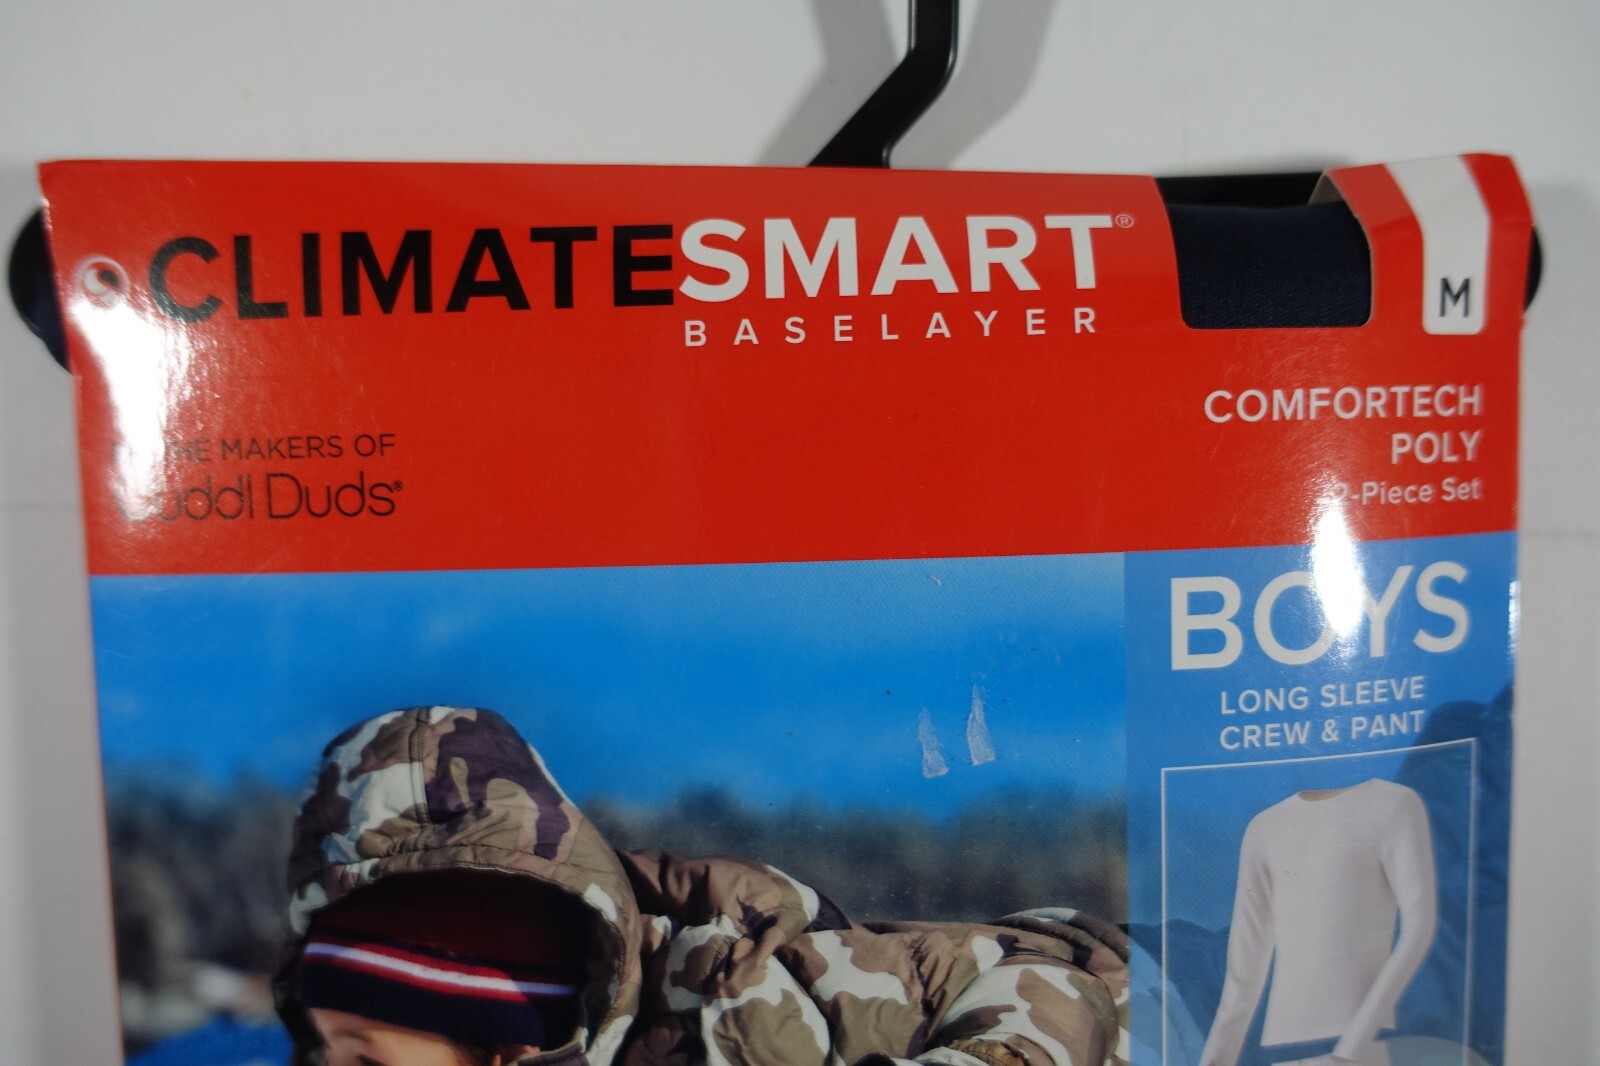 CLIMATESMART®
BASELAYER
M
THE MAKERS OF
Cuddl Duds®
COMFORTECH
POLY
2-Piece Set
BOYS
LONG SLEEVE
CREW & PANT